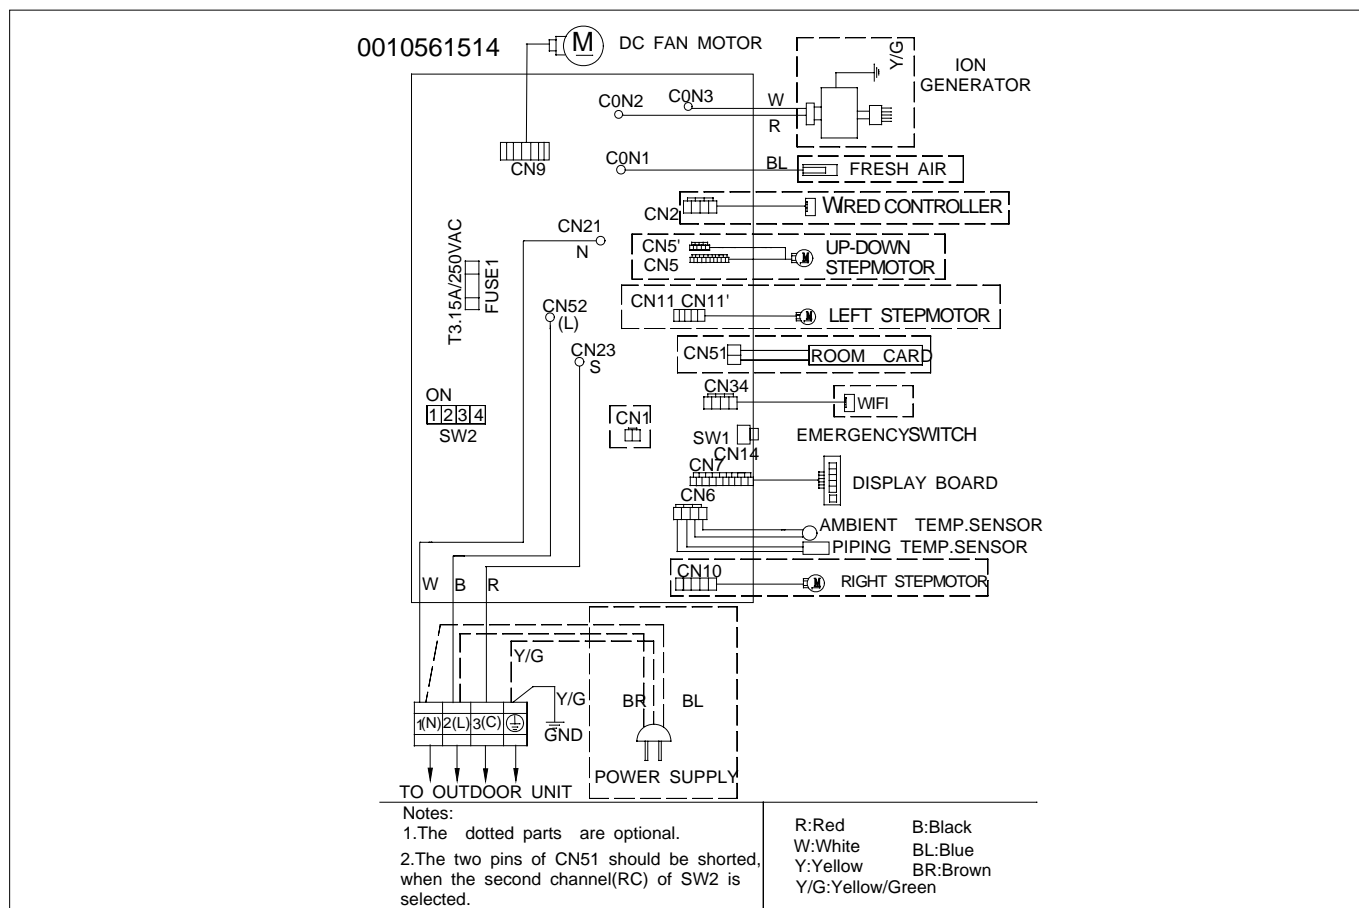 0010561514
M
DC FAN MOTOR
Y/G
ION
GENERATOR
C0N2
C0N3
W
R
CN9
C0N1
BL
FRESH AIR
CN2
WIRED CONTROLLER
CN21
N
CN5'
CN5
M
UP-DOWN
STEPMOTOR
T3.15A/250VAC
FUSE1
CN11 CN11'
M
LEFT STEPMOTOR
CN52
(L)
CN23
S
CN51
ROOM CARD
CN34
WIFI
ON
1 2 3 4
SW2
CN1
SW1
EMERGENCYSWITCH
CN14
CN7
DISPLAY BOARD
CN6
AMBIENT TEMP.SENSOR
PIPING TEMP.SENSOR
CN10
M
RIGHT STEPMOTOR
W B R
Y/G
Y/G
BR
BL
1(N) 2(L) 3(C)
GND
POWER SUPPLY
TO OUTDOOR UNIT
Notes:
1.The dotted parts are optional.
2.The two pins of CN51 should be shorted,
when the second channel(RC) of SW2 is
selected.
R:Red B:Black
W:White BL:Blue
Y:Yellow BR:Brown
Y/G:Yellow/Green